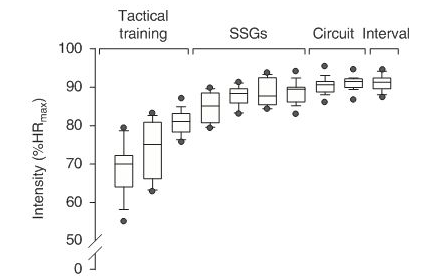 Tactical
training
SSGs
Circuit
Interval
100
90
80
70
60
50
0
Intensity (%HRmax)